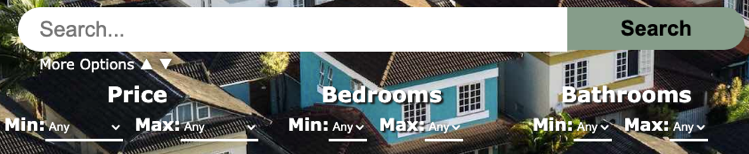 Search... Search
More Options ▲ ▼
Price Bedrooms Bathrooms
Min: Any Max: Any Min: Any Max: Any Min: Any Max: Any